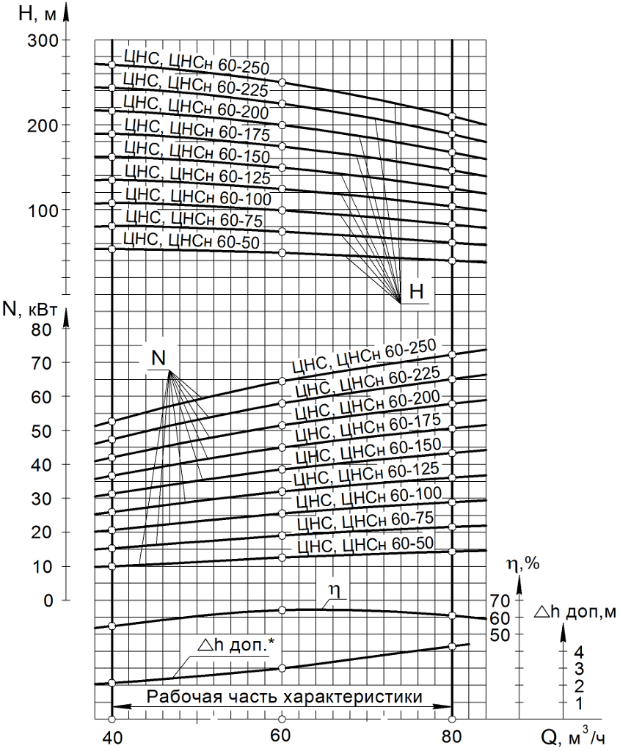 H, м
300
200
100
ЦНС, ЦНСн 60-250
ЦНС, ЦНСн 60-225
ЦНС, ЦНСн 60-200
ЦНС, ЦНСн 60-175
ЦНС, ЦНСн 60-150
ЦНС, ЦНСн 60-125
ЦНС, ЦНСн 60-100
ЦНС, ЦНСн 60-75
ЦНС, ЦНСн 60-50
H
N, кВт
80
70
60
50
40
30
20
10
0
N
ЦНС, ЦНСн 60-250
ЦНС, ЦНСн 60-225
ЦНС, ЦНСн 60-200
ЦНС, ЦНСн 60-175
ЦНС, ЦНСн 60-150
ЦНС, ЦНСн 60-125
ЦНС, ЦНСн 60-100
ЦНС, ЦНСн 60-75
ЦНС, ЦНСн 60-50
η,%
70
60
50
η
△h доп,м
4
3
2
1
△h доп.*
Рабочая часть характеристики
40 60 80 Q, м³/ч